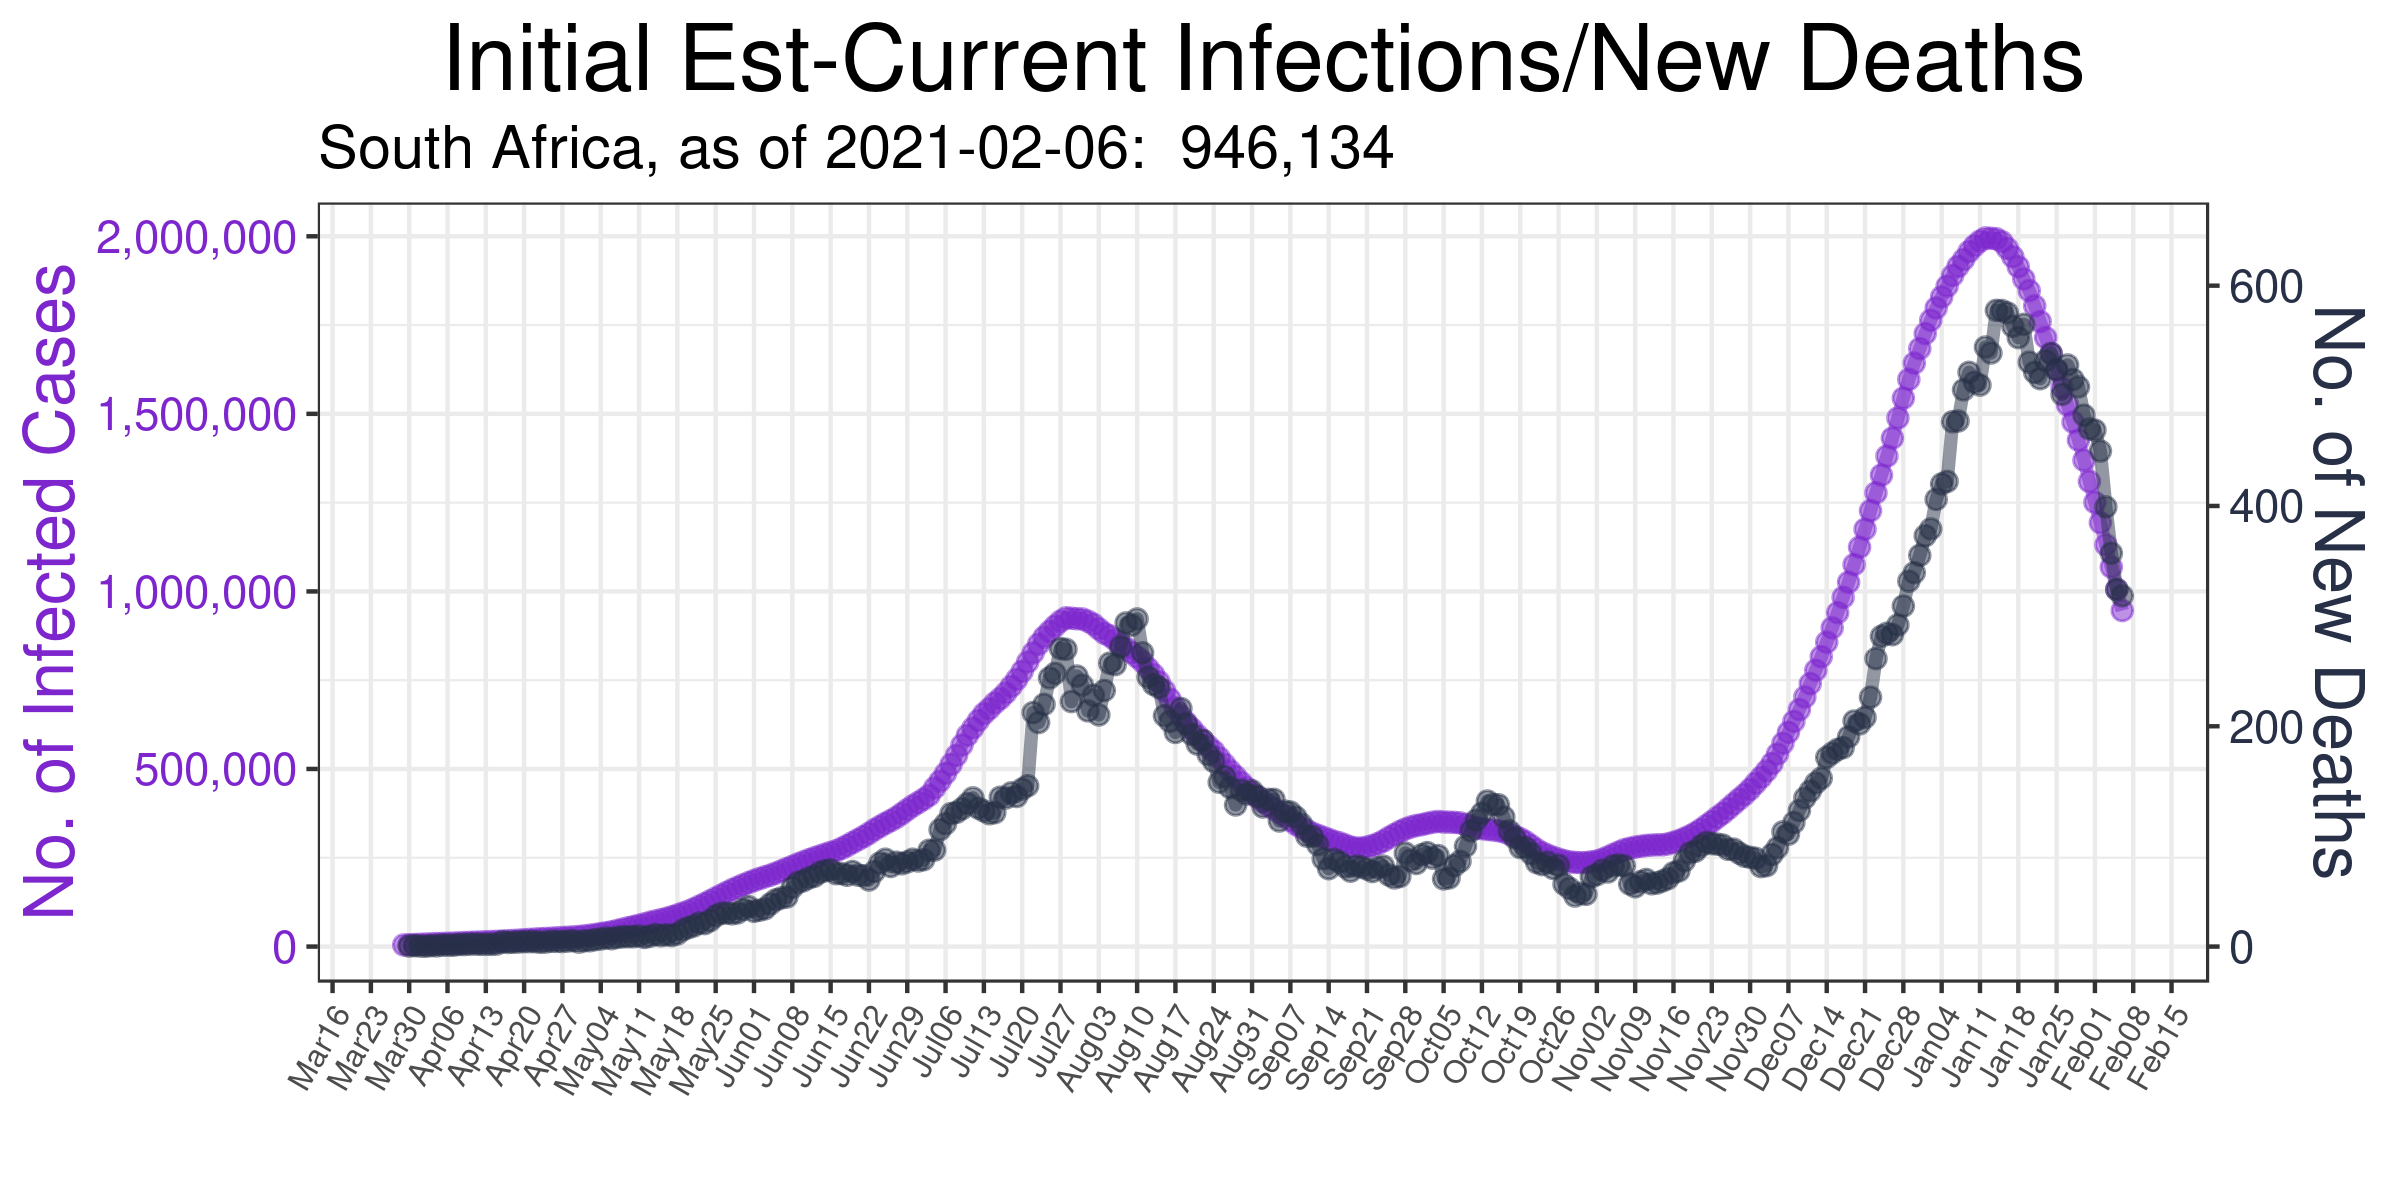 Initial Est-Current Infections/New Deaths
South Africa, as of 2021-02-06:  946,134
No. of Infected Cases
2,000,000
1,500,000
1,000,000
500,000
0
600
400
200
0
No. of New Deaths
Mar16
Mar23
Mar30
Apr06
Apr13
Apr20
Apr27
May04
May11
May18
May25
Jun01
Jun08
Jun15
Jun22
Jun29
Jul06
Jul13
Jul20
Jul27
Aug03
Aug10
Aug17
Aug24
Aug31
Sep07
Sep14
Sep21
Sep28
Oct05
Oct12
Oct19
Oct26
Nov02
Nov09
Nov16
Nov23
Nov30
Dec07
Dec14
Dec21
Dec28
Jan04
Jan11
Jan18
Jan25
Feb01
Feb08
Feb15